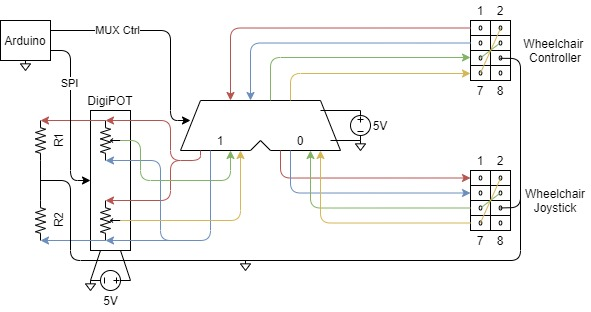 1 2
Arduino
MUX Ctrl
Wheelchair
Controller
SPI
7 8
DigiPOT
5V
R1
1 0
1 2
Wheelchair
Joystick
R2
7 8
5V